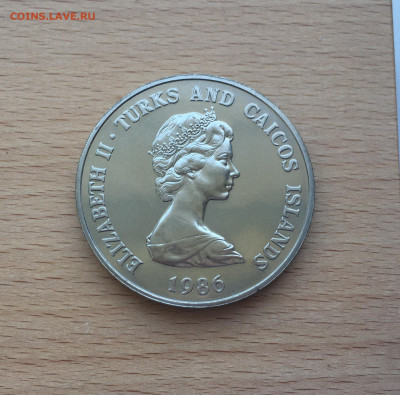 COINS.LAVE.RU
ELIZABETH II · TURKS AND CAICOS ISLANDS
1986